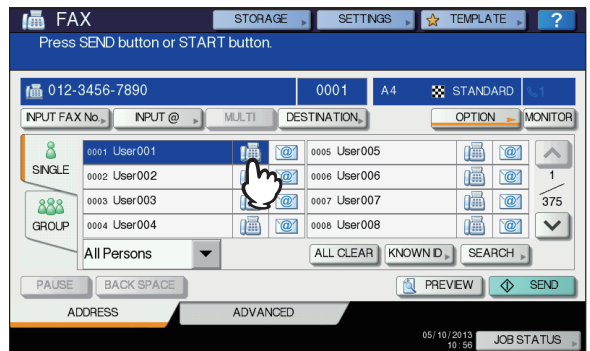 FAX STORAGE SETTINGS TEMPLATE ?
Press SEND button or START button.
012-3456-7890 0001 A4 STANDARD 1
INPUT FAX No. INPUT @ MULTI DESTINATION OPTION MONITOR
SINGLE
GROUP
0001 User001 @ 0005 User005 @
0002 User002 @ 0006 User006 @
0003 User003 @ 0007 User007 @
0004 User004 @ 0008 User008 @
1
375
All Persons ALL CLEAR KNOWN ID SEARCH
PAUSE BACK SPACE PREVIEW SEND
ADDRESS ADVANCED
05/10/2013
10:56
JOB STATUS